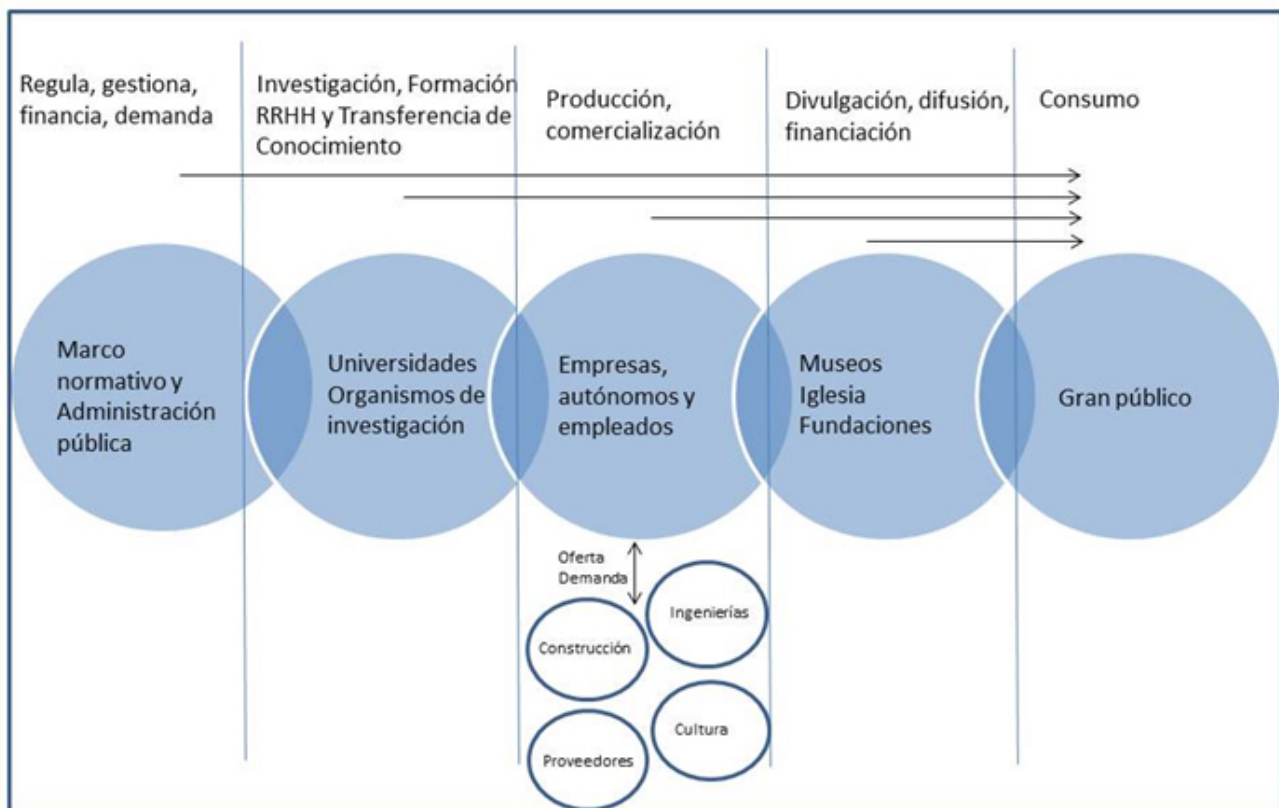 Regula, gestiona,
financia, demanda
Investigación, Formación
RRHH y Transferencia de
Conocimiento
Producción,
comercialización
Divulgación, difusión,
financiación
Consumo
Marco
normativo y
Administración
pública
Universidades
Organismos de
investigación
Empresas,
autónomos y
empleados
Museos
Iglesia
Fundaciones
Gran público
Oferta
Demanda
Ingenierías
Construcción
Cultura
Proveedores